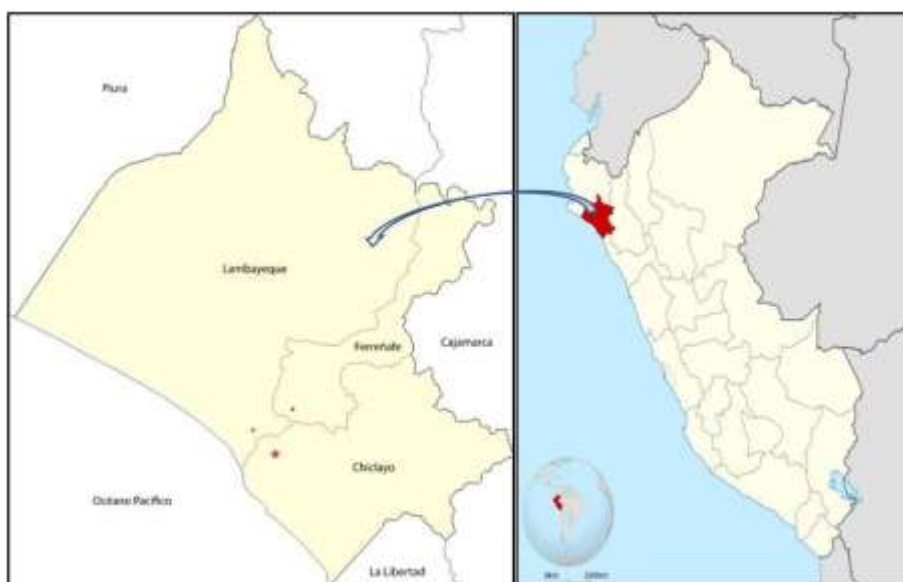 Piura
Lambayeque
Ferreñafe
Cajamarca
Chiclayo
Océano Pacífico
La Libertad